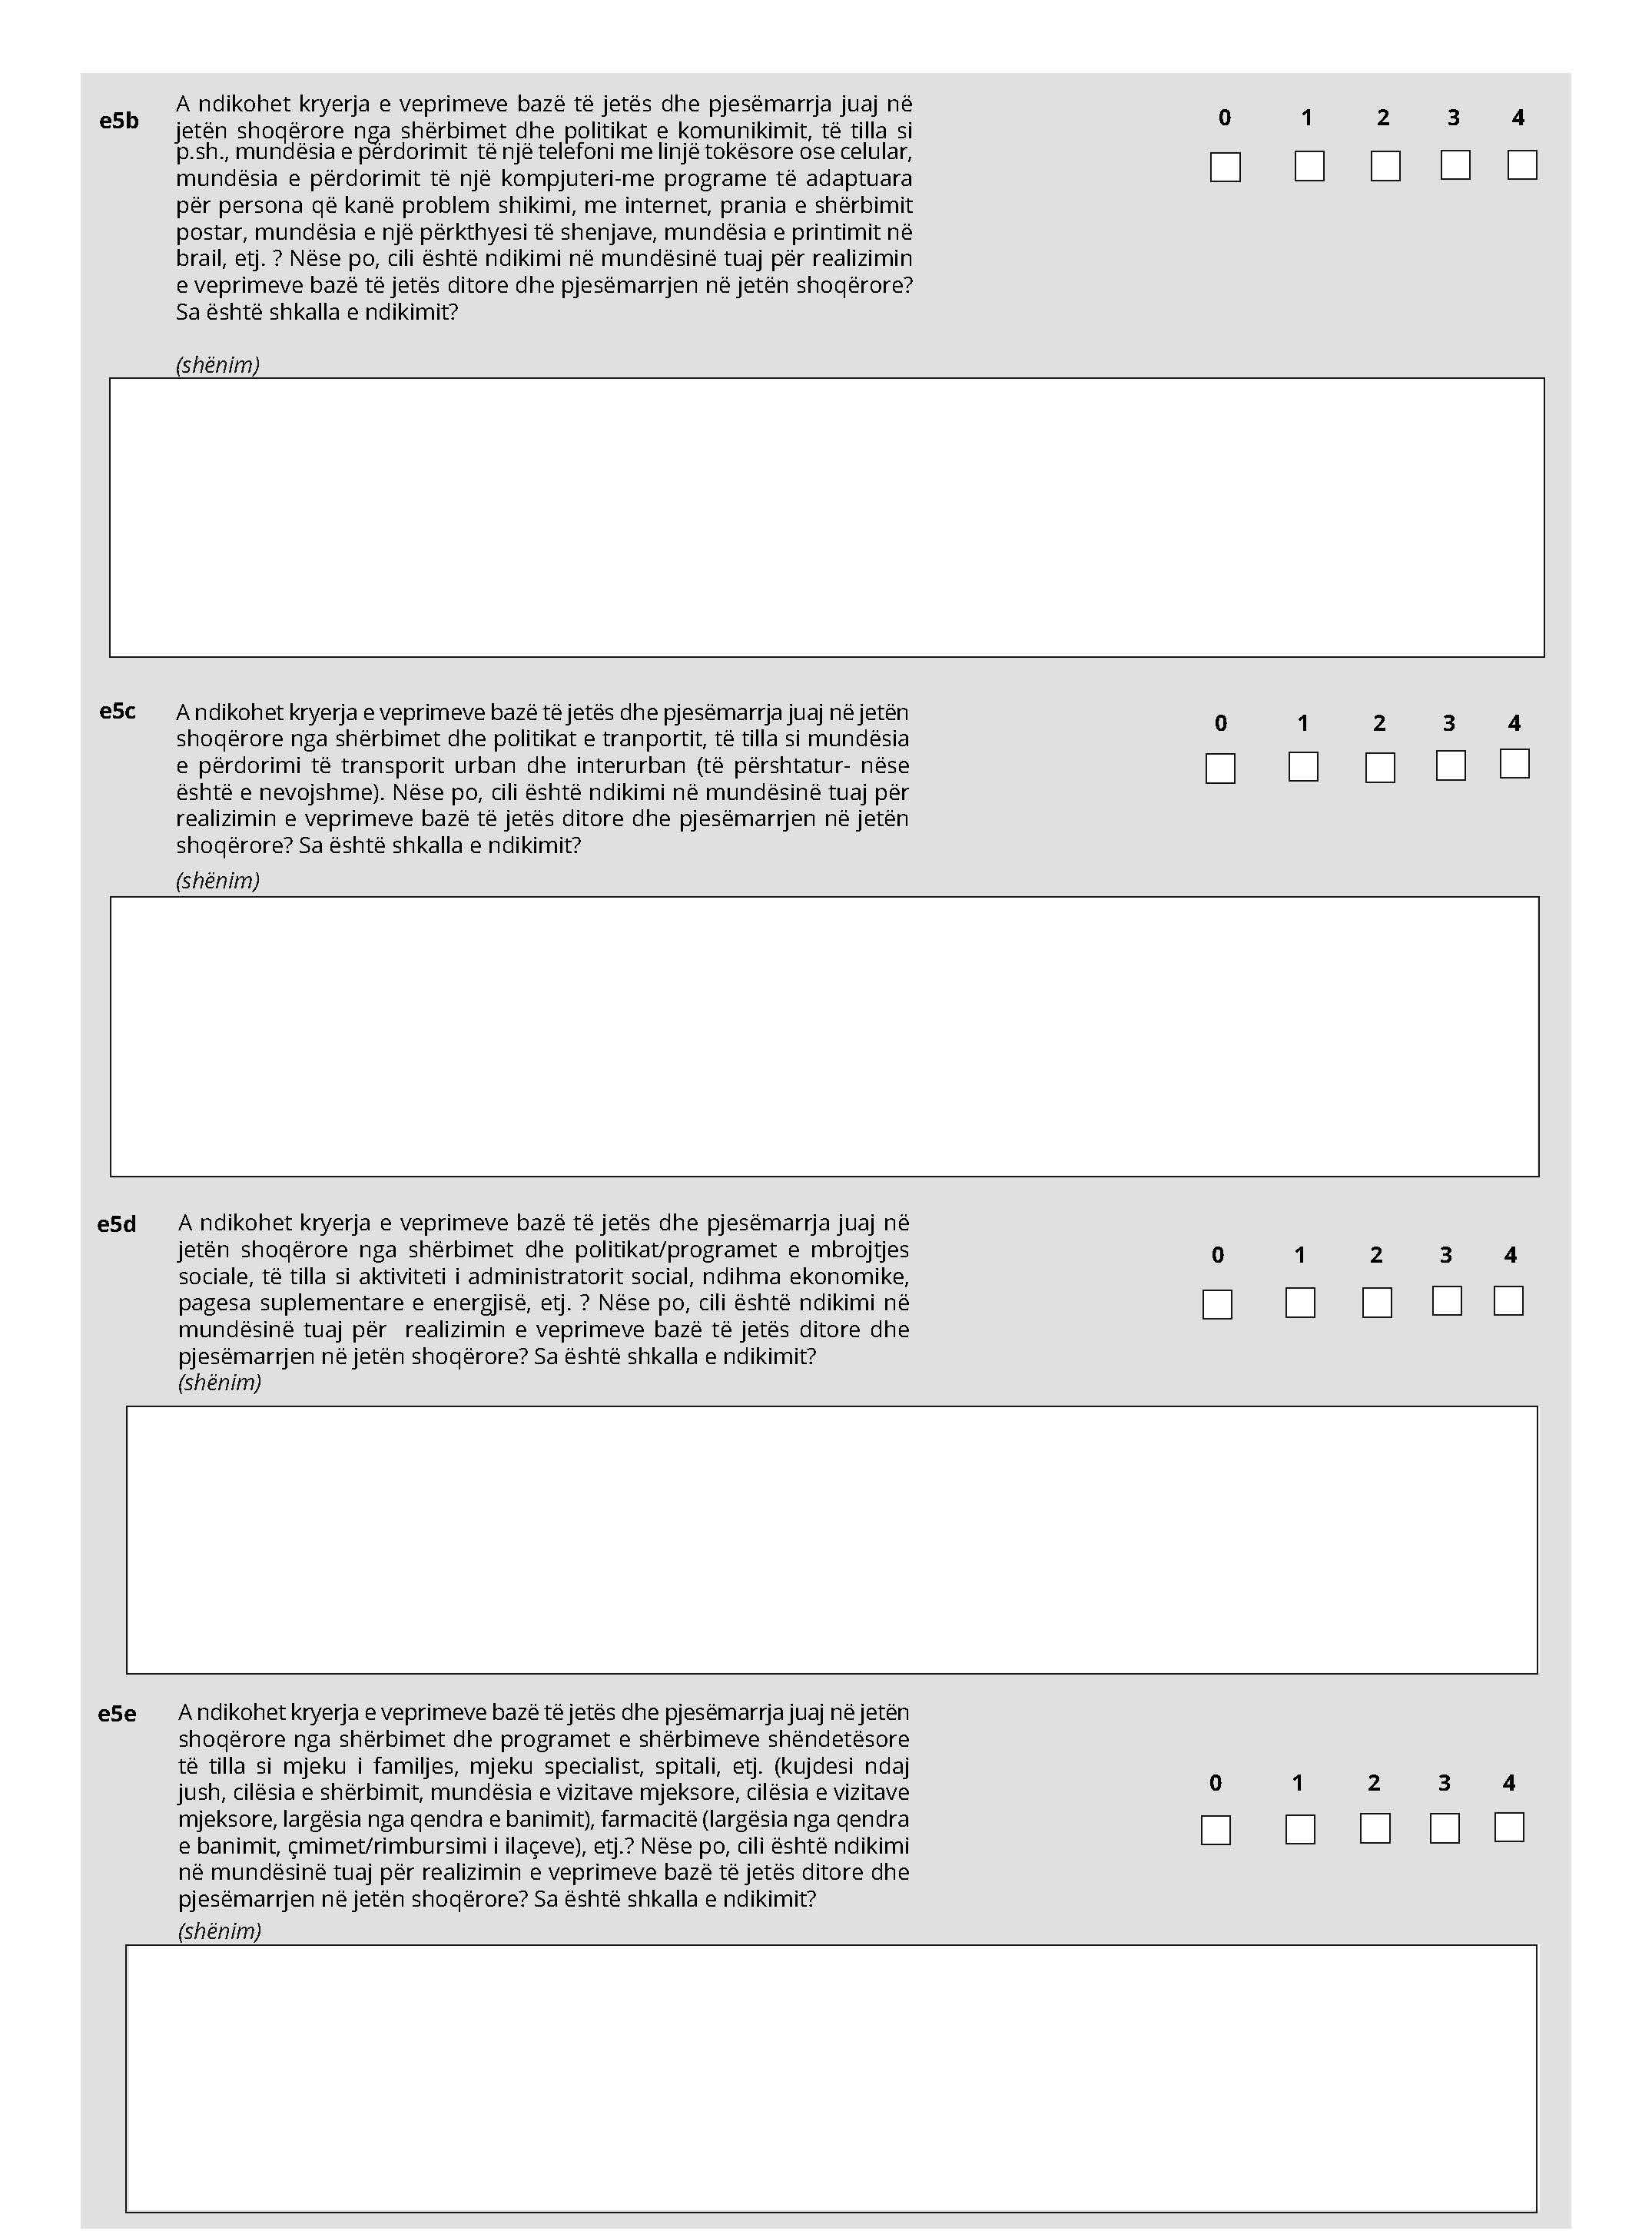 e5b
A ndikohet kryerja e veprimeve bazë të jetës dhe pjesëmarrja juaj në
jetën shoqërore nga shërbimet dhe politikat e komunikimit, të tilla si
p.sh., mundësia e përdorimit të një telefoni me linjë tokësore ose celular,
mundësia e përdorimit të një kompjuteri-me programe të adaptuara
për persona që kanë problem shikimi, me internet, prania e shërbimit
postar, mundësia e një përkthyesi të shenjave, mundësia e printimit në
brail, etj. ? Nëse po, cili është ndikimi në mundësinë tuaj për realizimin
e veprimeve bazë të jetës ditore dhe pjesëmarrjen në jetën shoqërore?
Sa është shkalla e ndikimit?
0 1 2 3 4
(shënim)
e5c
A ndikohet kryerja e veprimeve bazë të jetës dhe pjesëmarrja juaj në jetën
shoqërore nga shërbimet dhe politikat e tranportit, të tilla si mundësia
e përdorimi të transporit urban dhe interurban (të përshtatur- nëse
është e nevojshme). Nëse po, cili është ndikimi në mundësinë tuaj për
realizimin e veprimeve bazë të jetës ditore dhe pjesëmarrjen në jetën
shoqërore? Sa është shkalla e ndikimit?
0 1 2 3 4
(shënim)
e5d
A ndikohet kryerja e veprimeve bazë të jetës dhe pjesëmarrja juaj në
jetën shoqërore nga shërbimet dhe politikat/programet e mbrojtjes
sociale, të tilla si aktiviteti i administratorit social, ndihma ekonomike,
pagesa suplementare e energjisë, etj. ? Nëse po, cili është ndikimi në
mundësinë tuaj për realizimin e veprimeve bazë të jetës ditore dhe
pjesëmarrjen në jetën shoqërore? Sa është shkalla e ndikimit?
0 1 2 3 4
(shënim)
e5e
A ndikohet kryerja e veprimeve bazë të jetës dhe pjesëmarrja juaj në jetën
shoqërore nga shërbimet dhe programet e shërbimeve shëndetësore
të tilla si mjeku i familjes, mjeku specialist, spitali, etj. (kujdesi ndaj
jush, cilësia e shërbimit, mundësia e vizitave mjeksore, cilësia e vizitave
mjeksore, largësia nga qendra e banimit), farmacitë (largësia nga qendra
e banimit, çmimet/rimbursimi i ilaçeve), etj.? Nëse po, cili është ndikimi
në mundësinë tuaj për realizimin e veprimeve bazë të jetës ditore dhe
pjesëmarrjen në jetën shoqërore? Sa është shkalla e ndikimit?
0 1 2 3 4
(shënim)